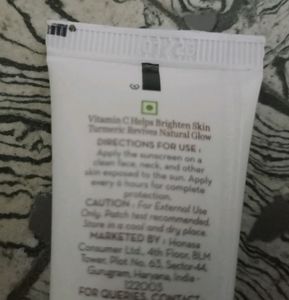 Vitamin C Helps Brighten Skin
Turmeric Revives Natural Glow
DIRECTIONS FOR USE :
Apply the sunscreen on a
clean face, neck, and other
skin exposed to the sun. Apply
every 6 hours for complete
protection.
CAUTION : For External Use
Only. Patch test recommended.
Store in a cool and dry place.
MARKETED BY : Honasa
Consumer Ltd., 4th Floor, BLM
Tower, Plot No. 63, Sector-44,
Gurugram, Haryana, India -
122003
FOR QUERIES, CONTACT